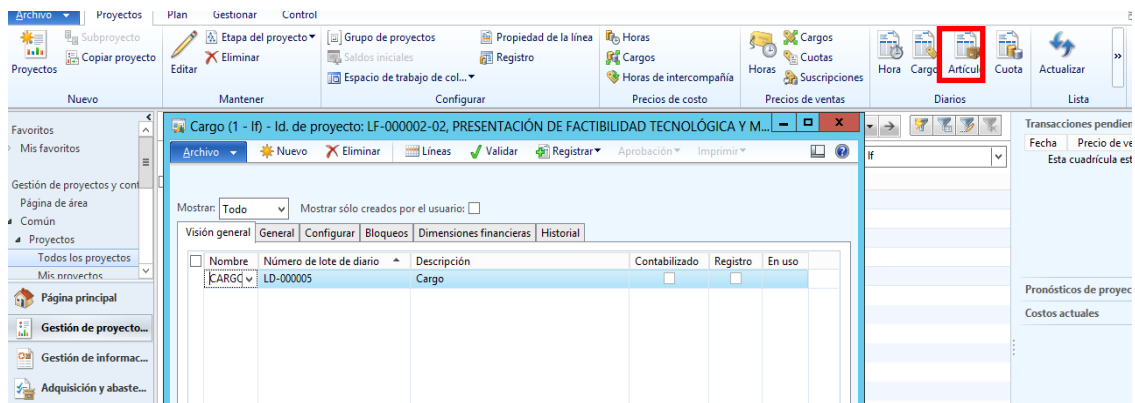 Archivo Proyectos Plan Gestionar Control
Subproyecto
Copiar proyecto
Proyectos
Nuevo
Etapa del proyecto
Eliminar
Editar
Mantener
Grupo de proyectos
Saldos iniciales
Espacio de trabajo de col...
Propiedad de la línea
Registro
Configurar
Horas
Cargos
Horas de intercompañía
Precios de costo
Horas
Cargos
Cuotas
Suscripciones
Precios de ventas
Hora Cargo Artículo Cuota
Diarios
Actualizar
»
Lista
Favoritos
Mis favoritos
Gestión de proyectos y cont
Página de área
Común
Proyectos
Todos los proyectos
Mis proyectos
Página principal
Gestión de proyecto...
Gestión de informac...
Adquisición y abaste...
Cargo (1 - lf) - Id. de proyecto: LF-000002-02, PRESENTACIÓN DE FACTIBILIDAD TECNOLÓGICA Y M...
Archivo Nuevo Eliminar Líneas Validar Registrar Aprobación Imprimir
Mostrar: Todo Mostrar sólo creados por el usuario:
Visión general General Configurar Bloqueos Dimensiones financieras Historial
Nombre Número de lote de diario Descripción Contabilizado Registro En uso
CARGO LD-000005 Cargo
lf
Transacciones pendien
Fecha Precio de ve
Esta cuadrícula est
Pronósticos de proyec
Costos actuales